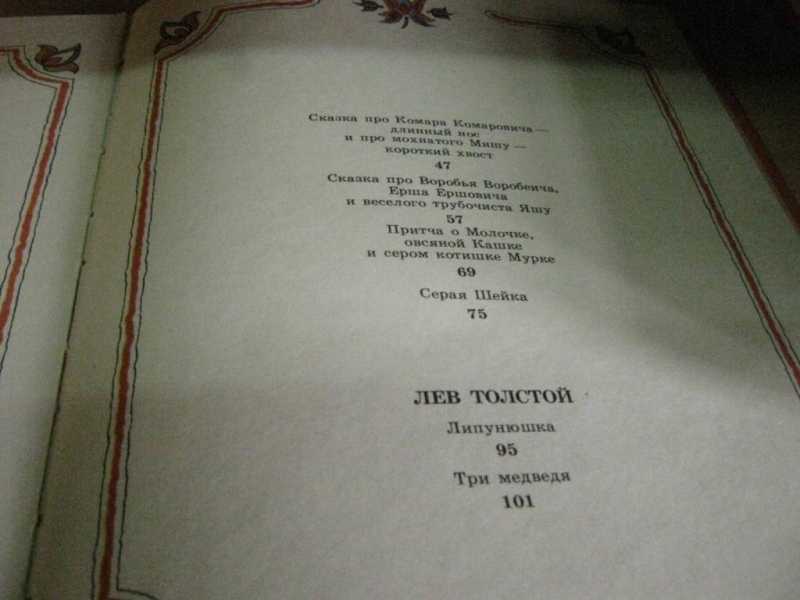 Сказка про Комара Комаровича —
длинный нос
и про мохнатого Мишу —
короткий хвост
47
Сказка про Воробья Воробеича,
Ерша Ершовича
и веселого трубочиста Яшу
57
Притча о Молочке,
овсяной Кашке
и сером котишке Мурке
69
Серая Шейка
75
ЛЕВ ТОЛСТОЙ
Липунюшка
95
Три медведя
101